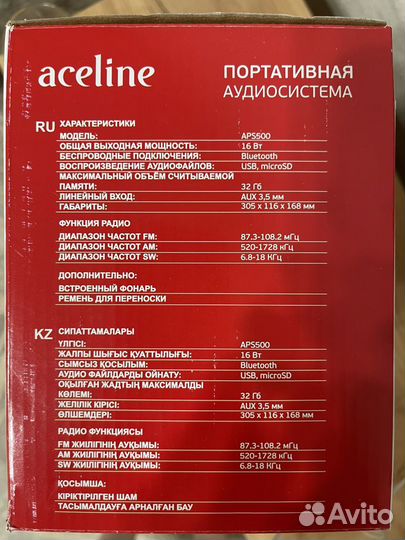 aceline
ПОРТАТИВНАЯ
АУДИОСИСТЕМА
RU ХАРАКТЕРИСТИКИ
МОДЕЛЬ: APS500
ОБЩАЯ ВЫХОДНАЯ МОЩНОСТЬ: 16 Вт
БЕСПРОВОДНЫЕ ПОДКЛЮЧЕНИЯ: Bluetooth
ВОСПРОИЗВЕДЕНИЕ АУДИОФАЙЛОВ: USB, microSD
МАКСИМАЛЬНЫЙ ОБЪЁМ СЧИТЫВАЕМОЙ
ПАМЯТИ: 32 Гб
ЛИНЕЙНЫЙ ВХОД: AUX 3,5 мм
ГАБАРИТЫ: 305 x 116 x 168 мм
ФУНКЦИЯ РАДИО
ДИАПАЗОН ЧАСТОТ FM: 87.3-108.2 мГц
ДИАПАЗОН ЧАСТОТ AM: 520-1728 кГц
ДИАПАЗОН ЧАСТОТ SW: 6.8-18 КГц
ДОПОЛНИТЕЛЬНО:
ВСТРОЕННЫЙ ФОНАРЬ
РЕМЕНЬ ДЛЯ ПЕРЕНОСКИ
KZ СИПАТТАМАЛАРЫ
ҮЛГІСІ: APS500
ЖАЛПЫ ШЫҒЫС ҚУАТТЫЛЫҒЫ: 16 Вт
СЫМСЫЗ ҚОСЫЛЫМ: Bluetooth
АУДИО ФАЙЛДАРДЫ ОЙНАТУ: USB, microSD
ОҚЫЛҒАН ЖАДТЫҢ МАКСИМАЛДЫ
КӨЛЕМІ: 32 Гб
ЖЕЛІЛІК КІРІСІ: AUX 3,5 мм
ӨЛШЕМДЕРІ: 305 x 116 x 168 мм
РАДИО ФУНКЦИЯСЫ
FM ЖИІЛІГІНІҢ АУҚЫМЫ: 87.3-108.2 мГц
AM ЖИІЛІГІНІҢ АУҚЫМЫ: 520-1728 кГц
SW ЖИІЛІГІНІҢ АУҚЫМЫ: 6.8-18 КГц
ҚОСЫМША:
КІРІКТІРІЛГЕН ШАМ
ТАСЫМАЛДАУҒА АРНАЛҒАН БАУ
Avito